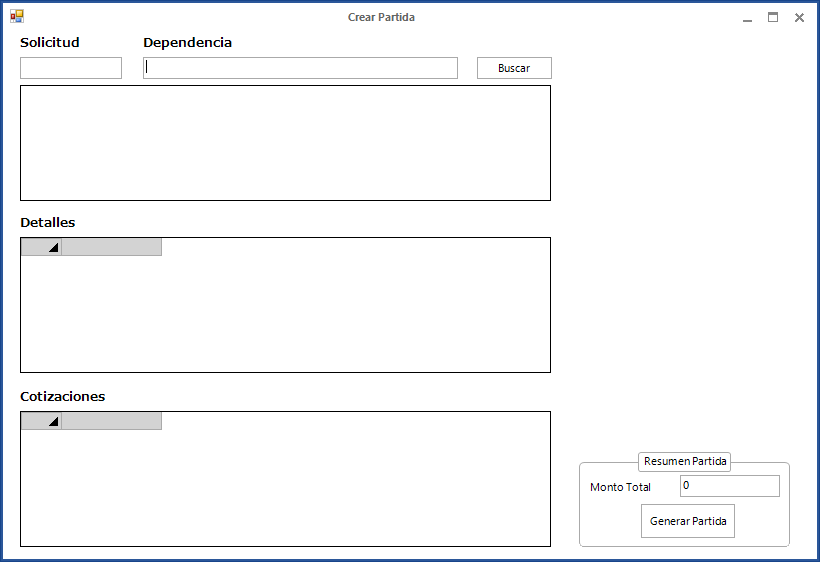 Crear Partida
Solicitud Dependencia
Buscar
Detalles
Cotizaciones
Resumen Partida
Monto Total 0
Generar Partida